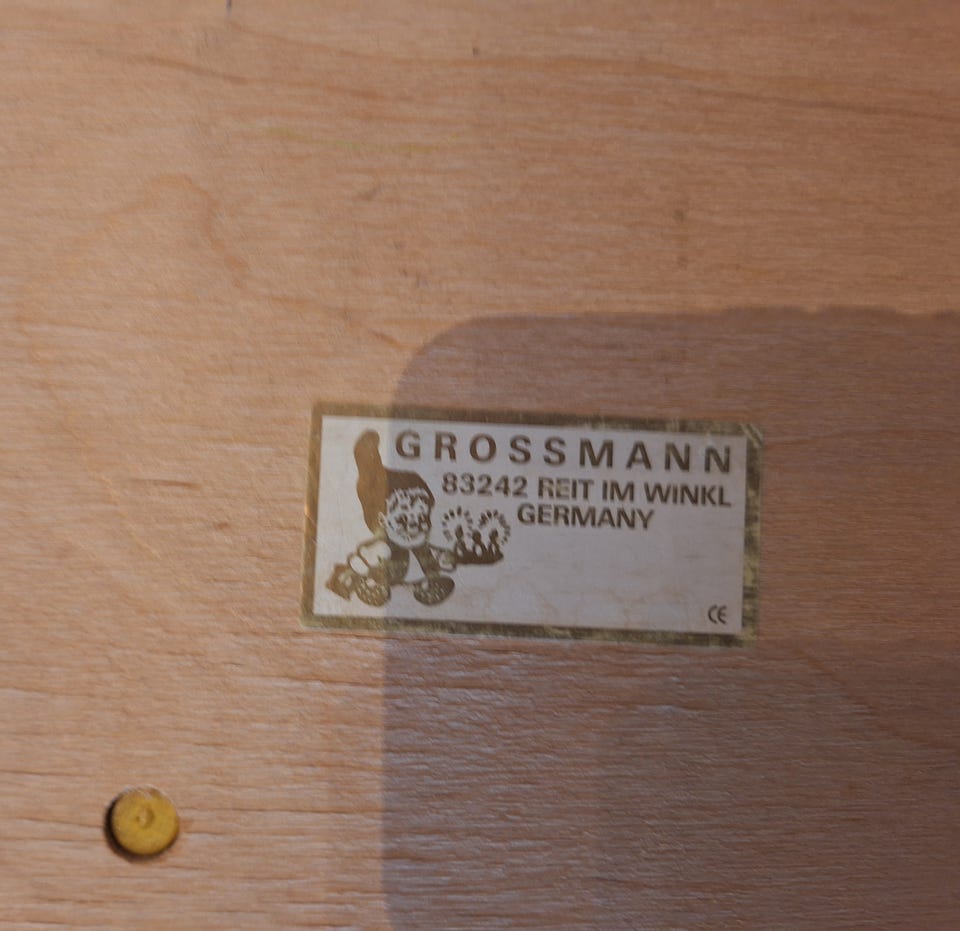 GROSSMANN
83242 REIT IM WINKL
GERMANY
CE